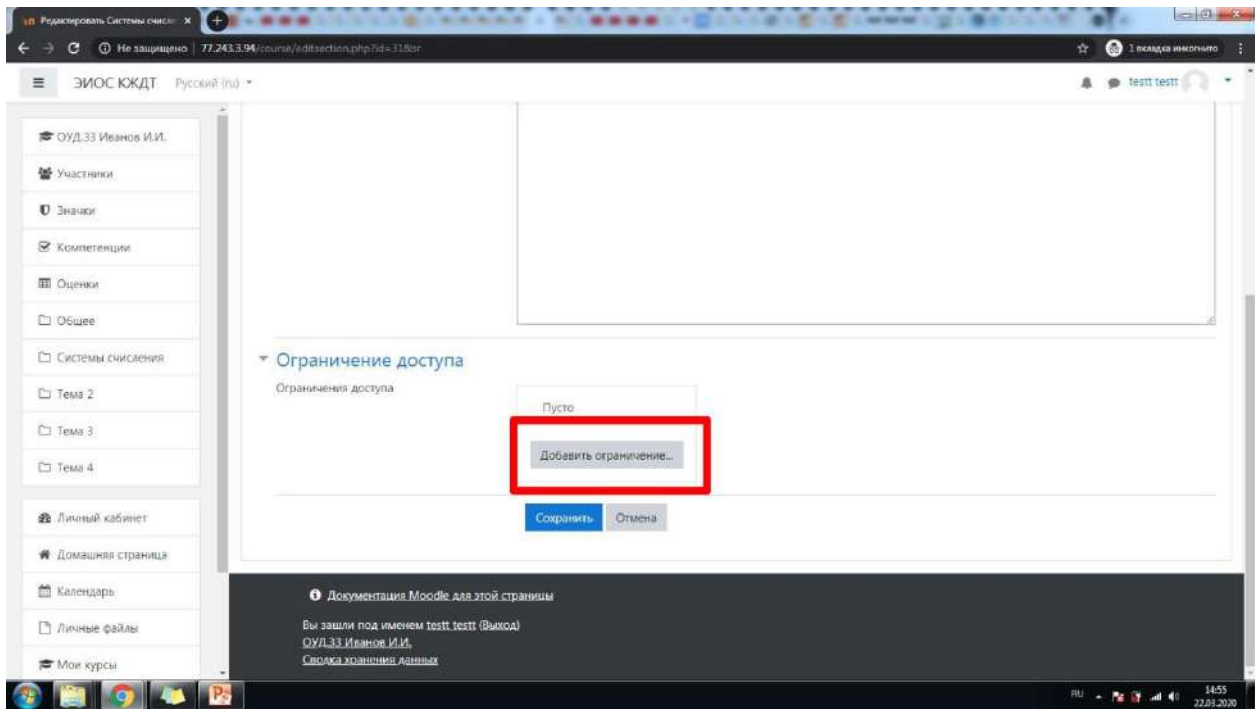 Редактировать Системы счисл
Не защищено | 77.243.3.94/course/editsection.php?id=31&sr
1 вкладка инкогнито
ЭИОС КЖДТ Русский (ru)
testt testt
ОУД.33 Иванов И.И.
Участники
Значки
Компетенции
Оценки
Общее
Системы счисления
Тема 2
Тема 3
Тема 4
Личный кабинет
Домашняя страница
Календарь
Личные файлы
Мои курсы
Ограничение доступа
Ограничения доступа
Пусто
Добавить ограничение...
Сохранить Отмена
Документация Moodle для этой страницы
Вы зашли под именем testt testt (Выход)
ОУД.33 Иванов И.И.
Сводка хранения данных
RU
14:55
22.03.2020